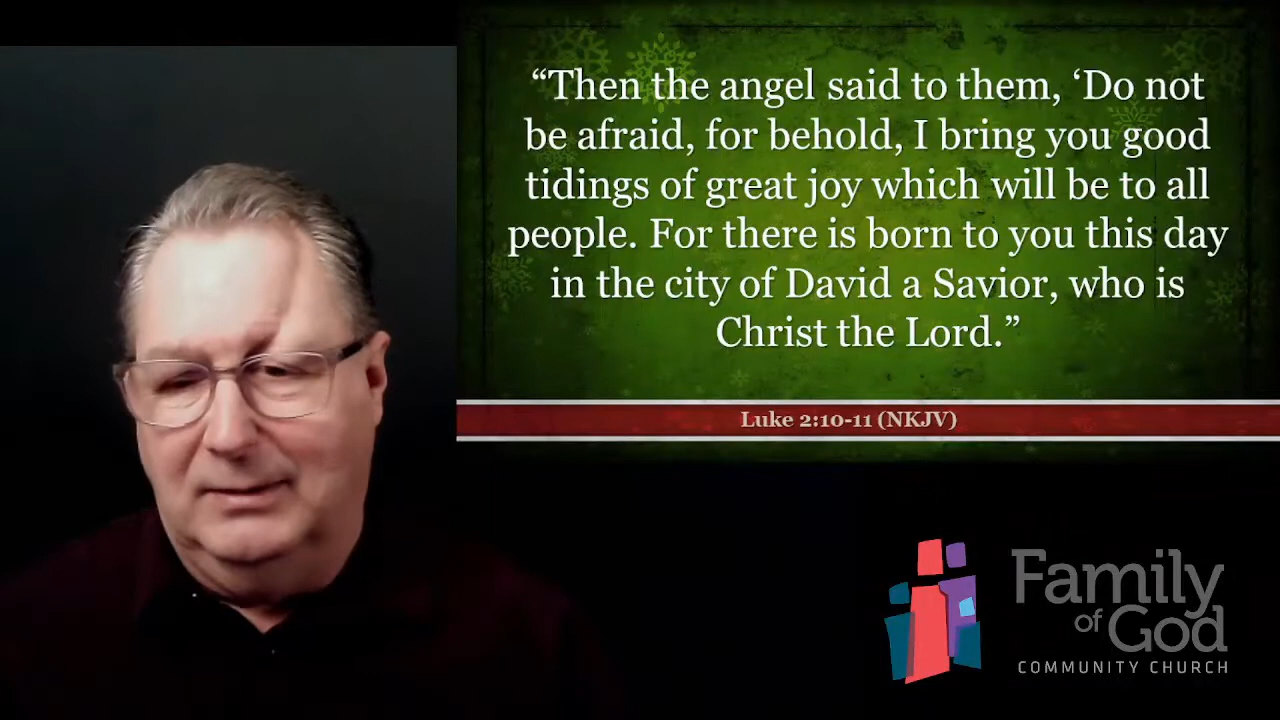 “Then the angel said to them, ‘Do not
be afraid, for behold, I bring you good
tidings of great joy which will be to all
people. For there is born to you this day
in the city of David a Savior, who is
Christ the Lord.”
Luke 2:10-11 (NKJV)
Family
of God
COMMUNITY CHURCH